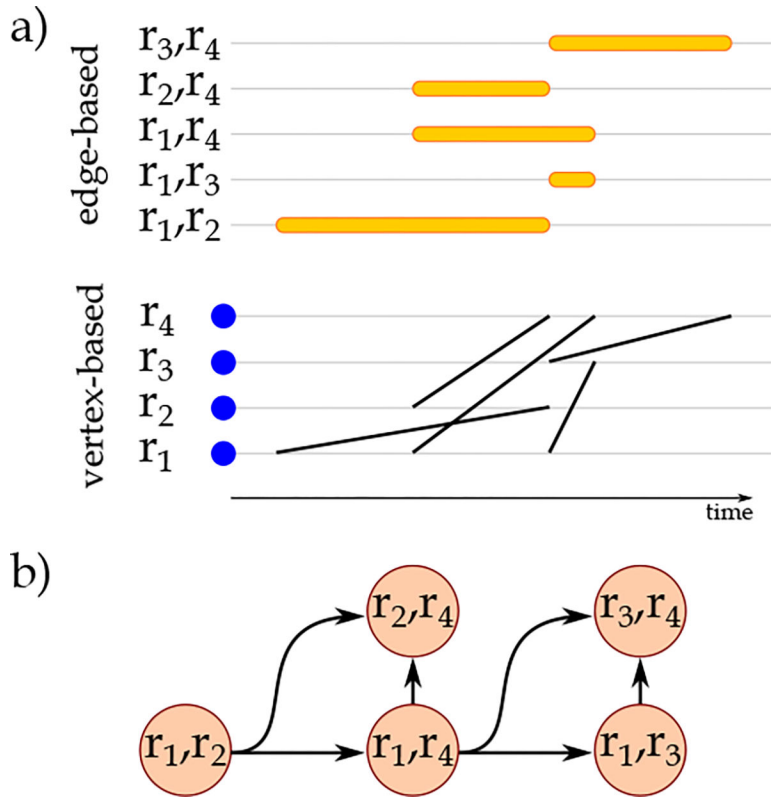 a)
edge-based
r₃,r₄
r₂,r₄
r₁,r₄
r₁,r₃
r₁,r₂
vertex-based
r₄
r₃
r₂
r₁
time
b)
r₂,r₄
r₃,r₄
r₁,r₂
r₁,r₄
r₁,r₃